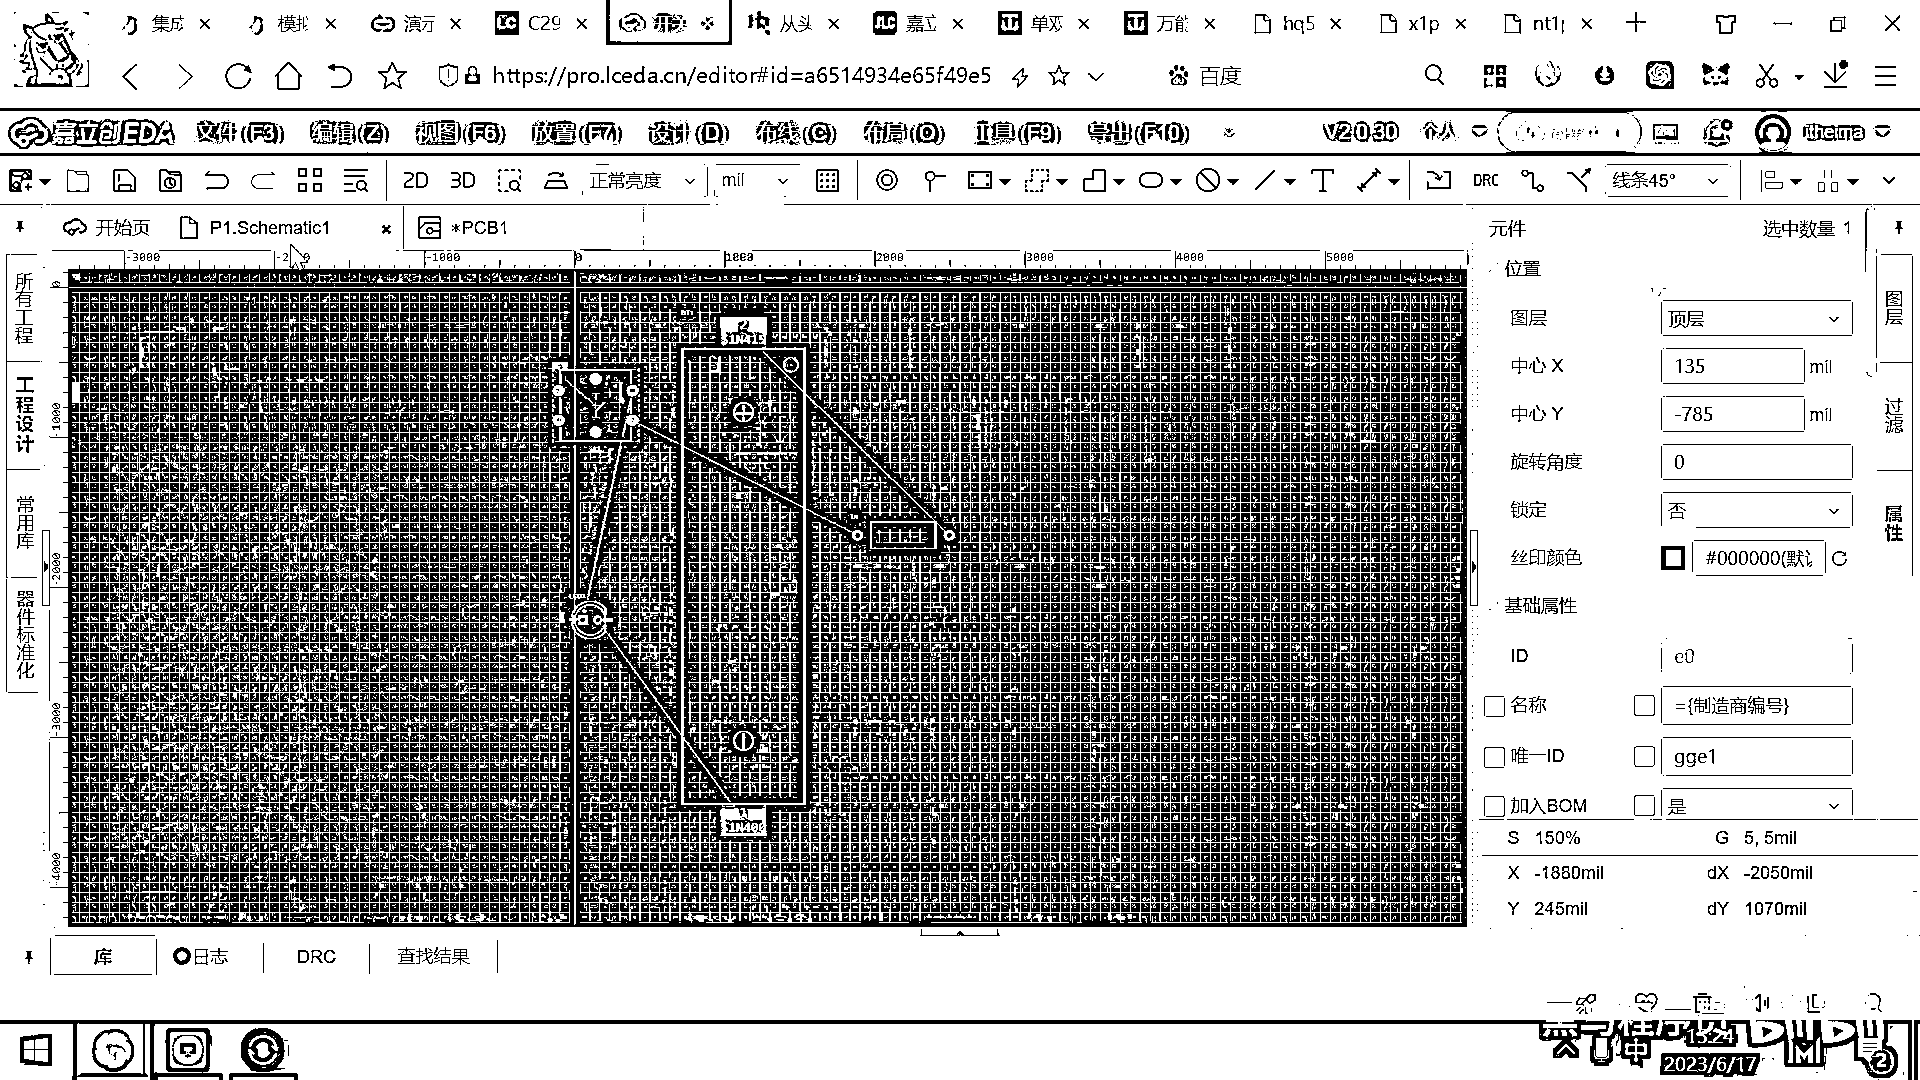 集成 模拟 演示 C29 从头 嘉立 单双 万能 hq5 x1p nt1p
https://pro.lceda.cn/editor#id=a6514934e65f49e5 百度
嘉立创EDA 文件(F3) 编辑(Z) 视图(F6) 放置(F7) 设计(D) 布线(C) 布局(O) 工具(F9) 导出(F10) V2.0.30 个人 itheima
2D 3D 正常亮度 mil DRC 线条45°
开始页 P1.Schematic1 *PCB1
元件 选中数量 1
-3000 -1000 0 1000 2000 3000 4000 5000
位置
图层 顶层
中心 X 135 mil
中心 Y -785 mil
旋转角度 0
锁定 否
丝印颜色 #000000(默认
基础属性
ID e0
名称 ={制造商编号}
唯一ID gge1
加入BOM 是
S 150% G 5, 5mil
X -1880mil dX -2050mil
Y 245mil dY 1070mil
所有工程
工程设计
常用库
器件标准化
图层
过滤
属性
库 日志 DRC 查找结果
中
15:24
2023/6/17
2